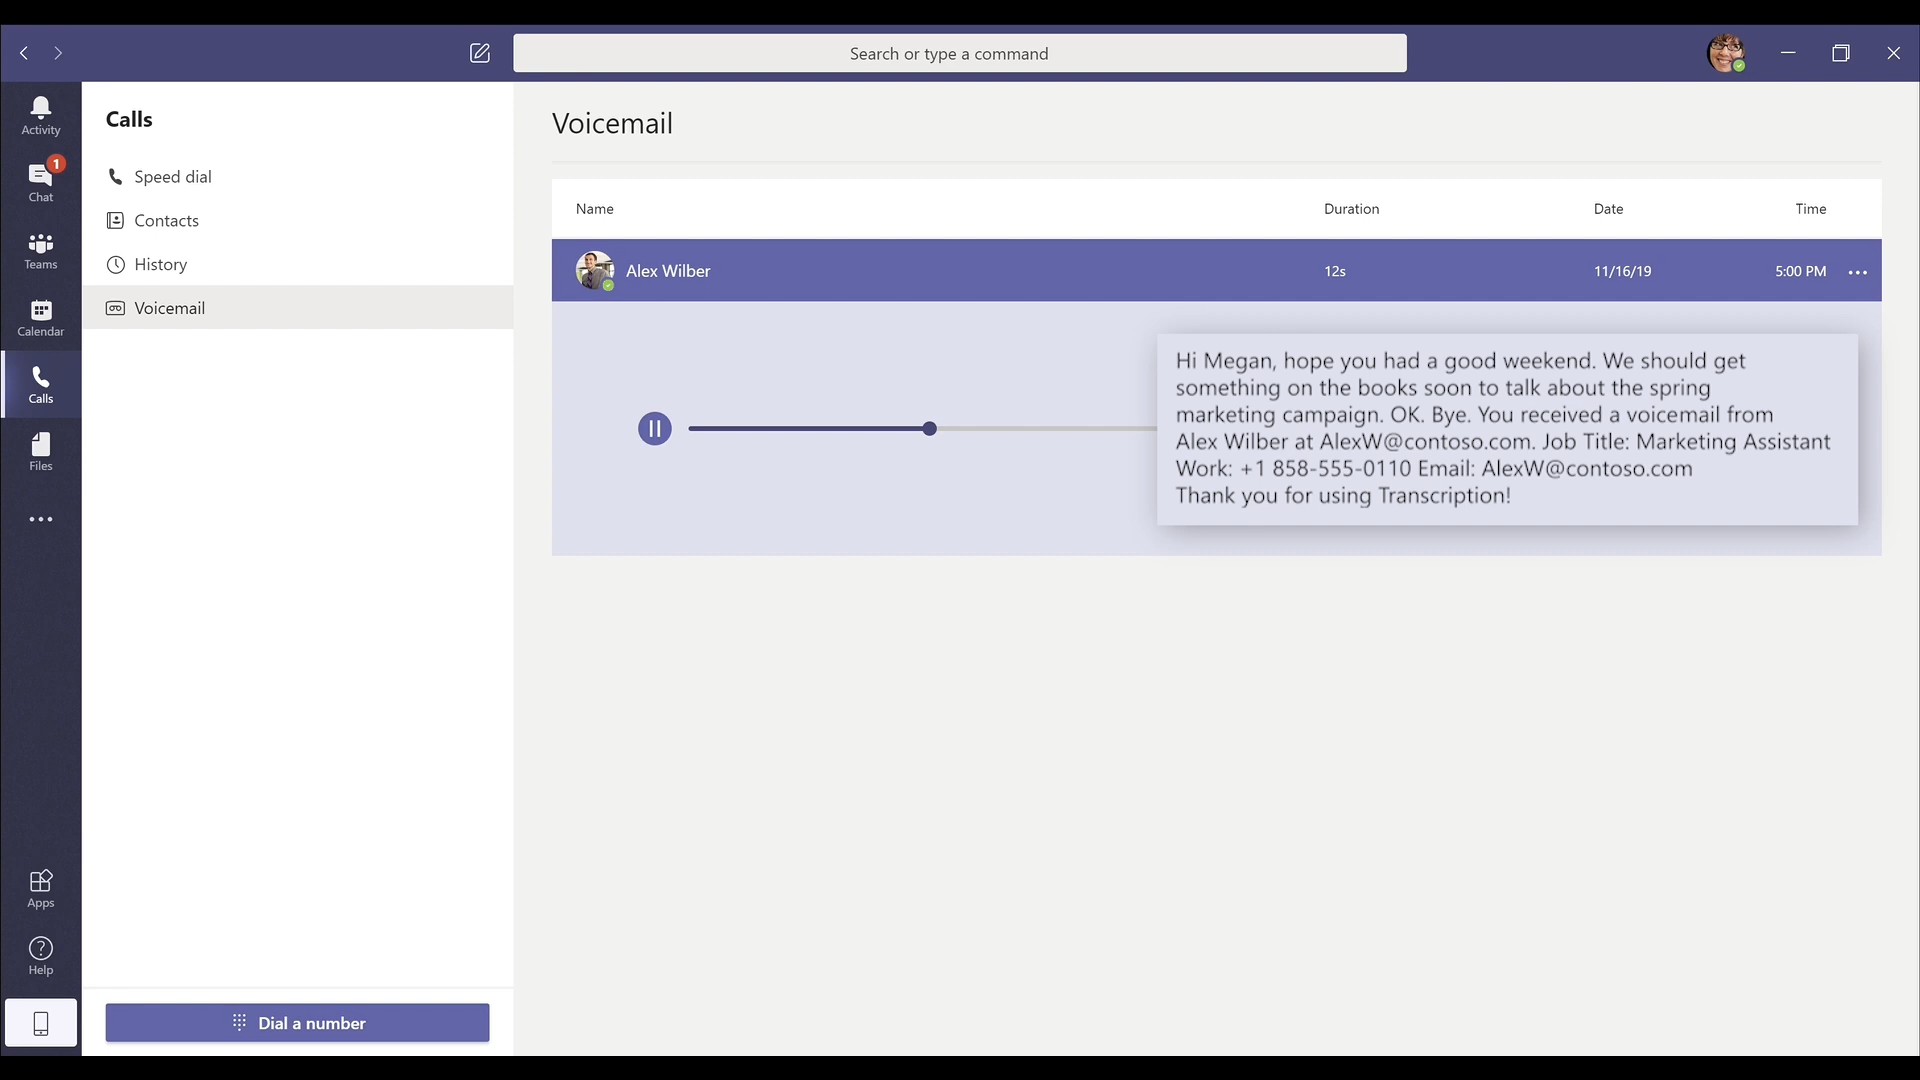 Search or type a command
Activity
1
Chat
Teams
Calendar
Calls
Files
Apps
Help
Calls
Speed dial
Contacts
History
Voicemail
Dial a number
Voicemail
Name Duration Date Time
Alex Wilber 12s 11/16/19 5:00 PM
Hi Megan, hope you had a good weekend. We should get
something on the books soon to talk about the spring
marketing campaign. OK. Bye. You received a voicemail from
Alex Wilber at AlexW@contoso.com. Job Title: Marketing Assistant
Work: +1 858-555-0110 Email: AlexW@contoso.com
Thank you for using Transcription!